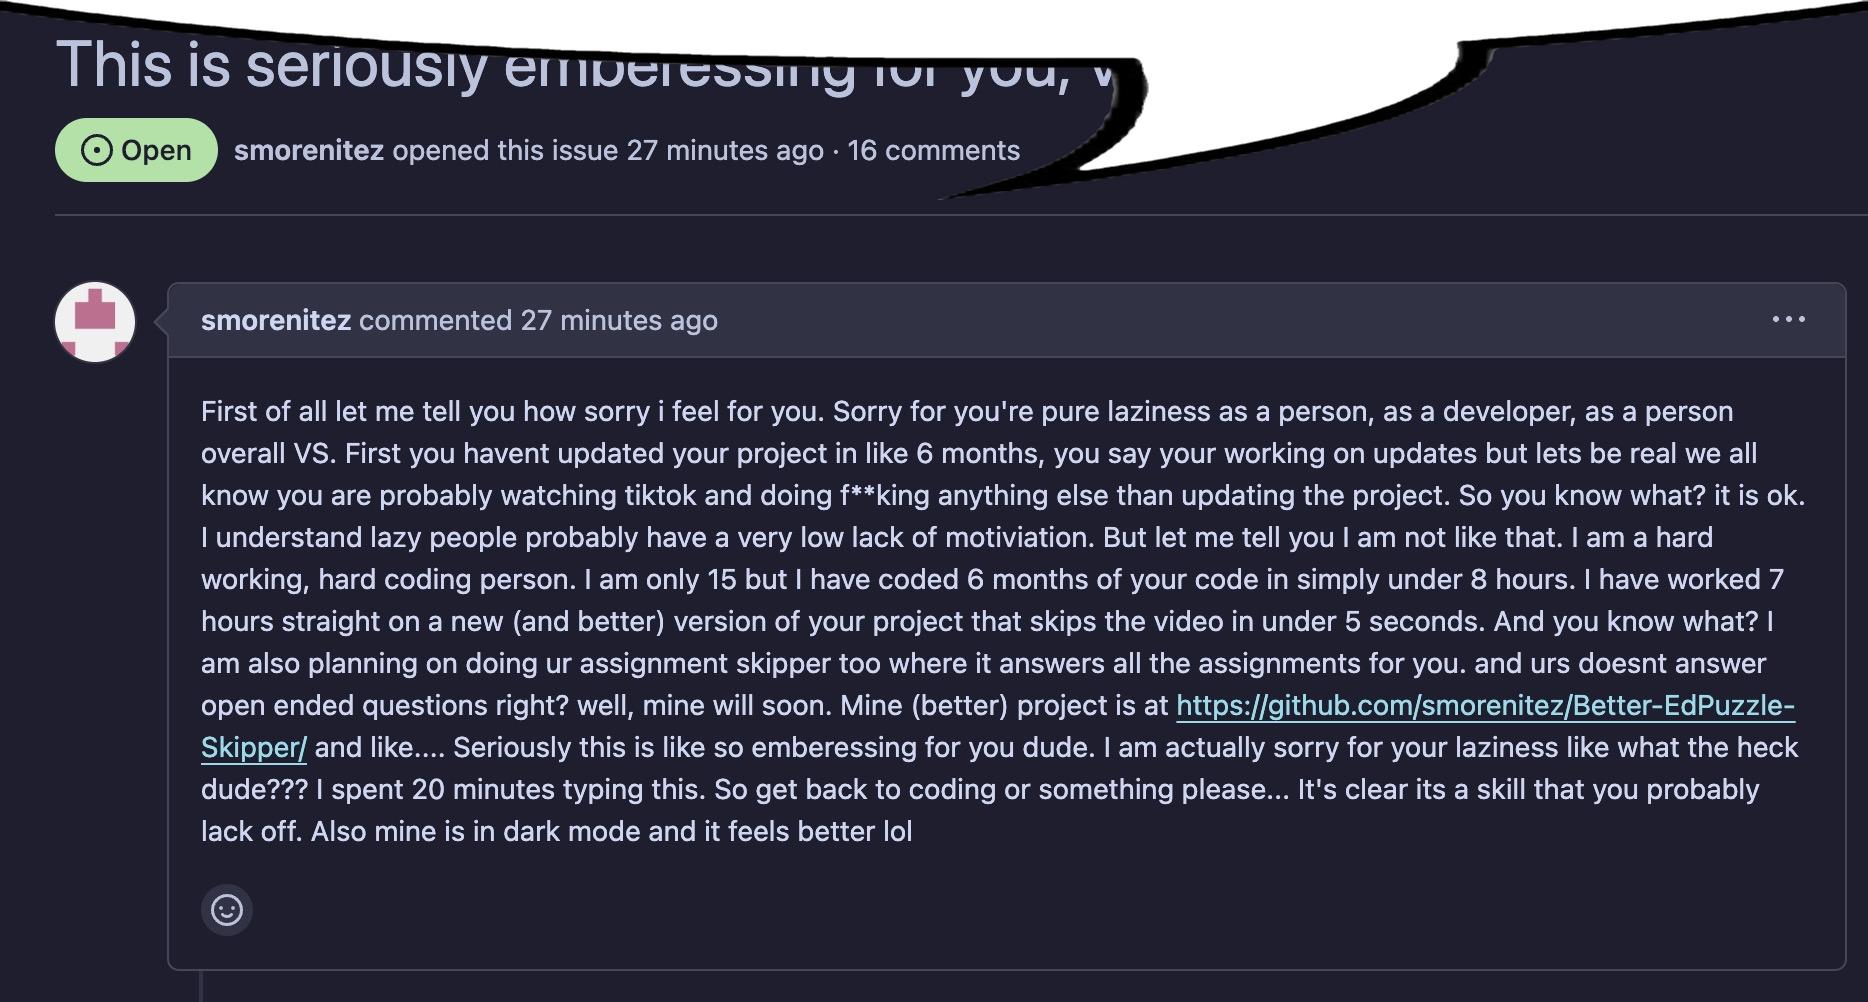 This is seriously emberessing for you,
Open
smorenitez opened this issue 27 minutes ago · 16 comments
smorenitez commented 27 minutes ago
First of all let me tell you how sorry i feel for you. Sorry for you're pure laziness as a person, as a developer, as a person
overall VS. First you havent updated your project in like 6 months, you say your working on updates but lets be real we all
know you are probably watching tiktok and doing f**king anything else than updating the project. So you know what? it is ok.
I understand lazy people probably have a very low lack of motiviation. But let me tell you I am not like that. I am a hard
working, hard coding person. I am only 15 but I have coded 6 months of your code in simply under 8 hours. I have worked 7
hours straight on a new (and better) version of your project that skips the video in under 5 seconds. And you know what? I
am also planning on doing ur assignment skipper too where it answers all the assignments for you. and urs doesnt answer
open ended questions right? well, mine will soon. Mine (better) project is at https://github.com/smorenitez/Better-EdPuzzle-
Skipper/ and like.... Seriously this is like so emberessing for you dude. I am actually sorry for your laziness like what the heck
dude??? I spent 20 minutes typing this. So get back to coding or something please... It's clear its a skill that you probably
lack off. Also mine is in dark mode and it feels better lol